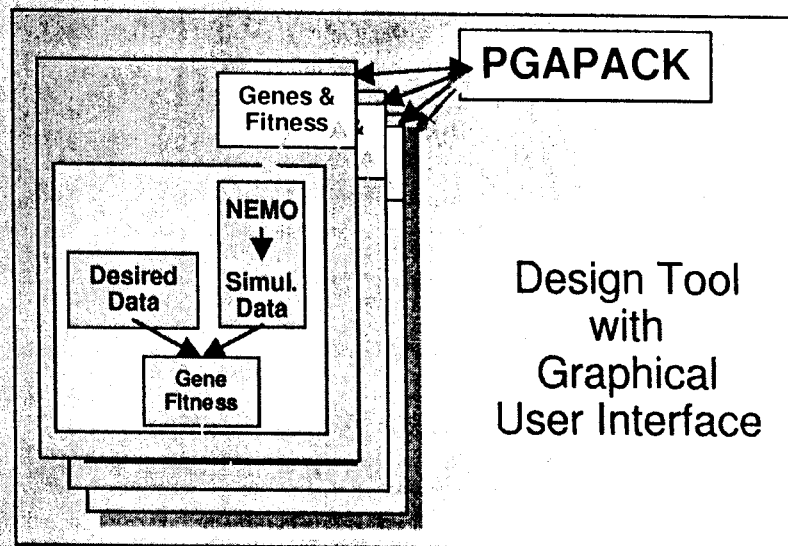 PGAPACK
Genes &
Fitness
&
NEMO
Simul.
Data
Desired
Data
Gene
Fitness
Design Tool
with
Graphical
User Interface